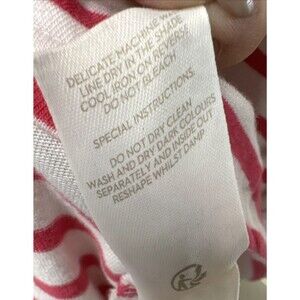 DELICATE MACHINE WASH
LINE DRY IN THE SHADE
COOL IRON ON REVERSE
DO NOT BLEACH
SPECIAL INSTRUCTIONS.
DO NOT DRY CLEAN
WASH AND DRY DARK COLOURS
SEPARATELY AND INSIDE OUT
RESHAPE WHILST DAMP